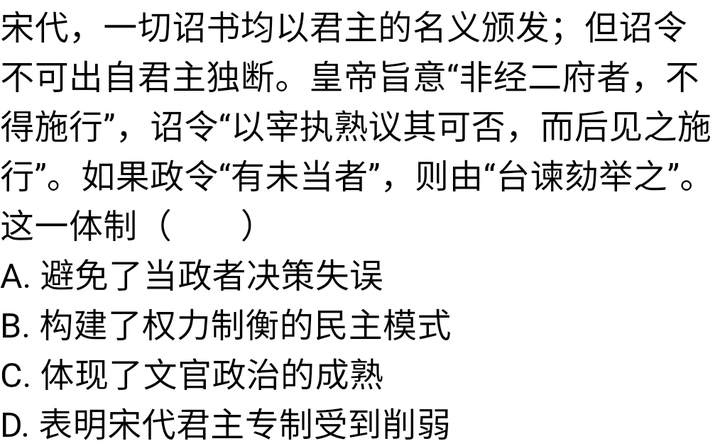 宋代，一切诏书均以君主的名义颁发；但诏令
不可出自君主独断。皇帝旨意“非经二府者，不
得施行”，诏令“以宰执熟议其可否，而后见之施
行”。如果政令“有未当者”，则由“台谏劾举之”。
这一体制（　　）
A. 避免了当政者决策失误
B. 构建了权力制衡的民主模式
C. 体现了文官政治的成熟
D. 表明宋代君主专制受到削弱